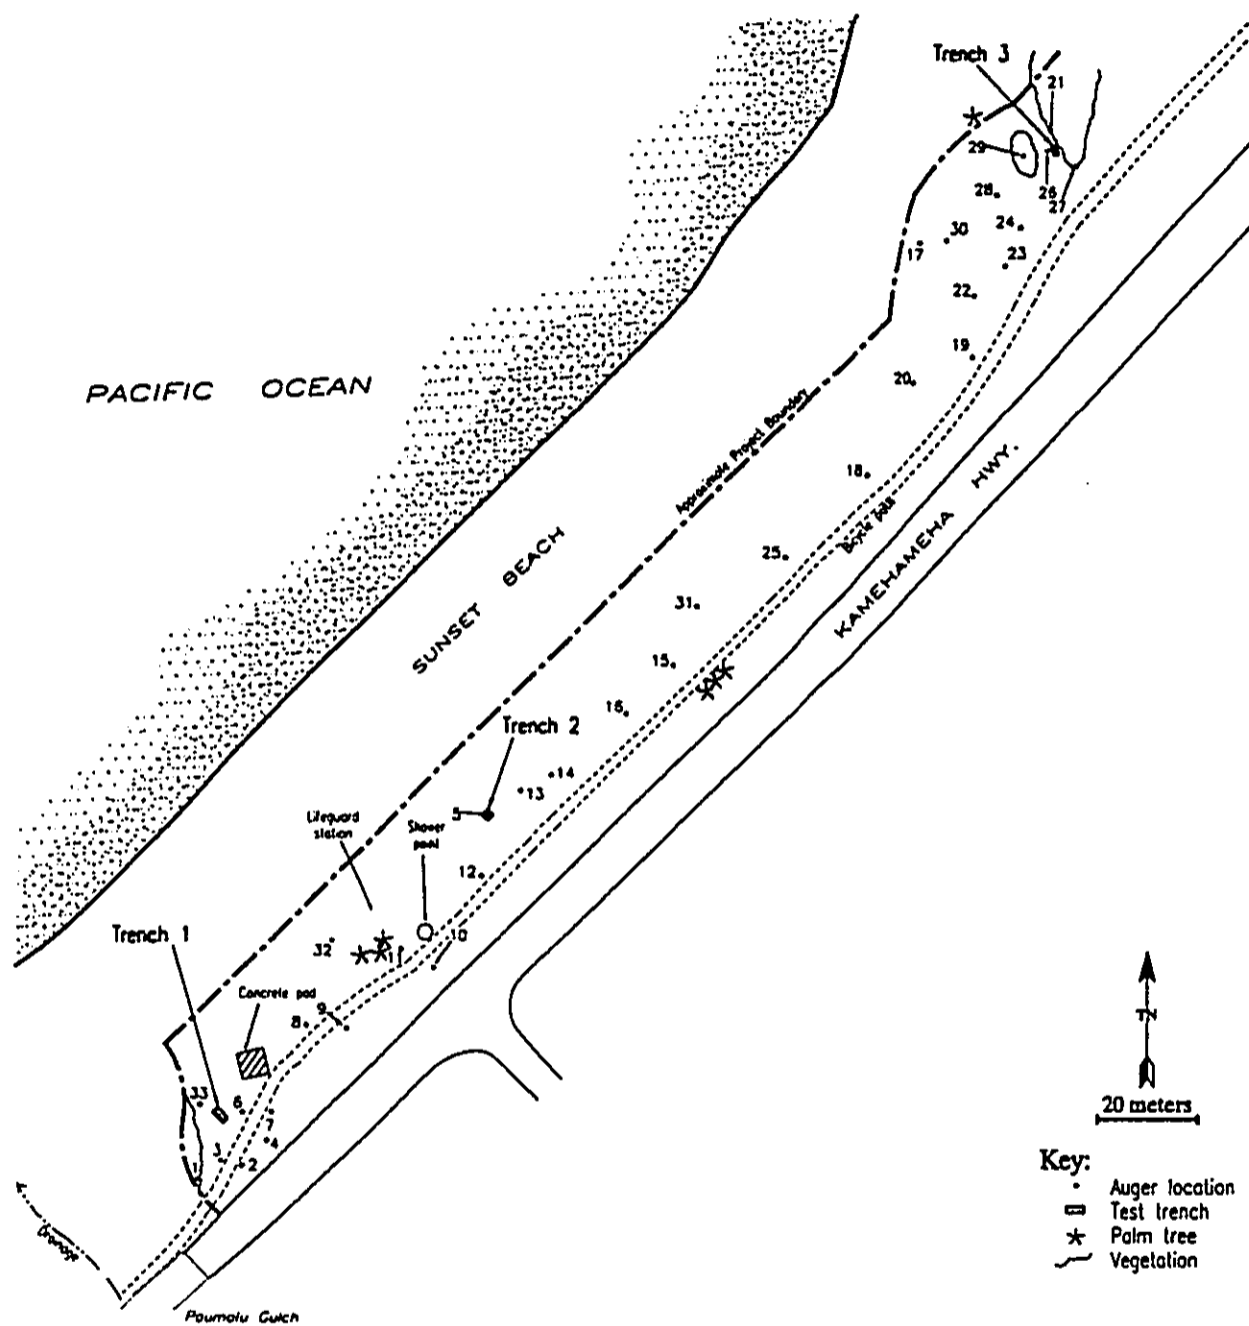 Trench 3
21
29
26
28
27
24
30
17
23
22
19
PACIFIC OCEAN
20
Approximate Project Boundary
18
KAMEHAMEHA HWY.
Bicycle path
25
SUNSET BEACH
31
15
16
Trench 2
14
13
5
Lifeguard
station
Shower
pool
12
Trench 1
32
11
10
Concrete pad
9
8
33
6
7
4
3
2
1
N
20 meters
Key:
Auger location
Test trench
Palm tree
Vegetation
Drainage
Paumalu Gulch